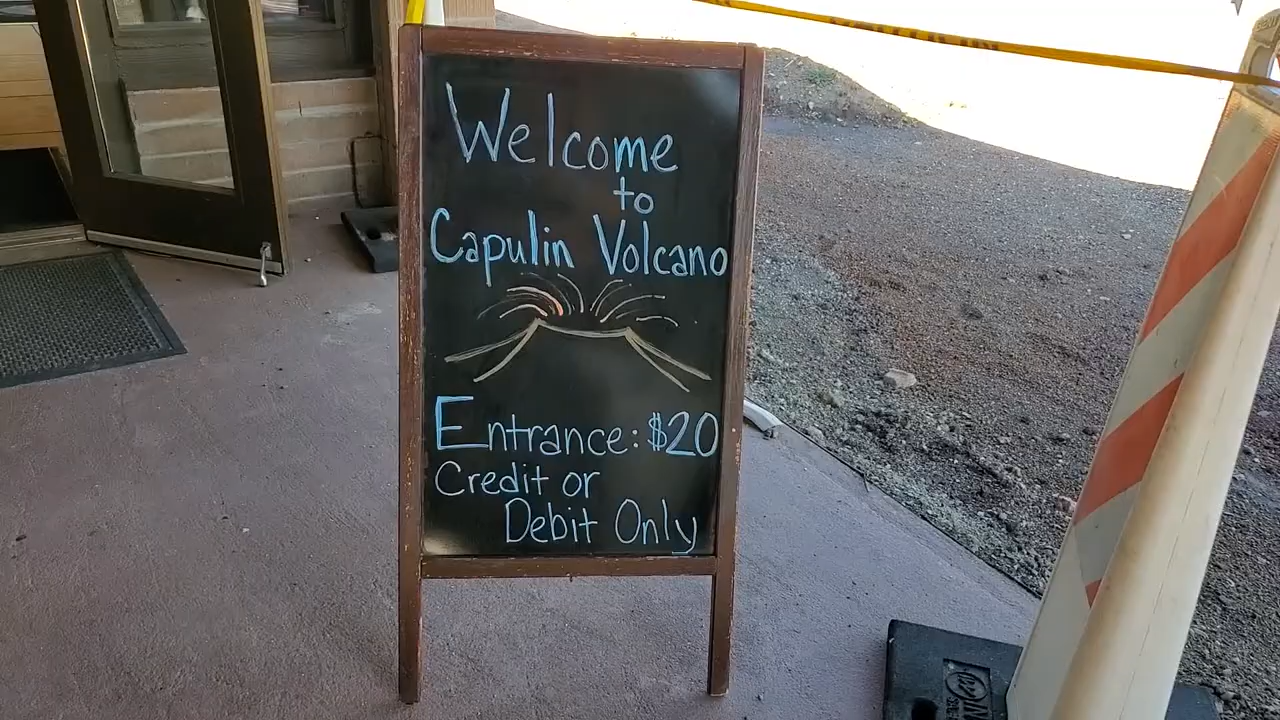 Welcome
to
Capulin Volcano
Entrance: $20
Credit or
Debit Only